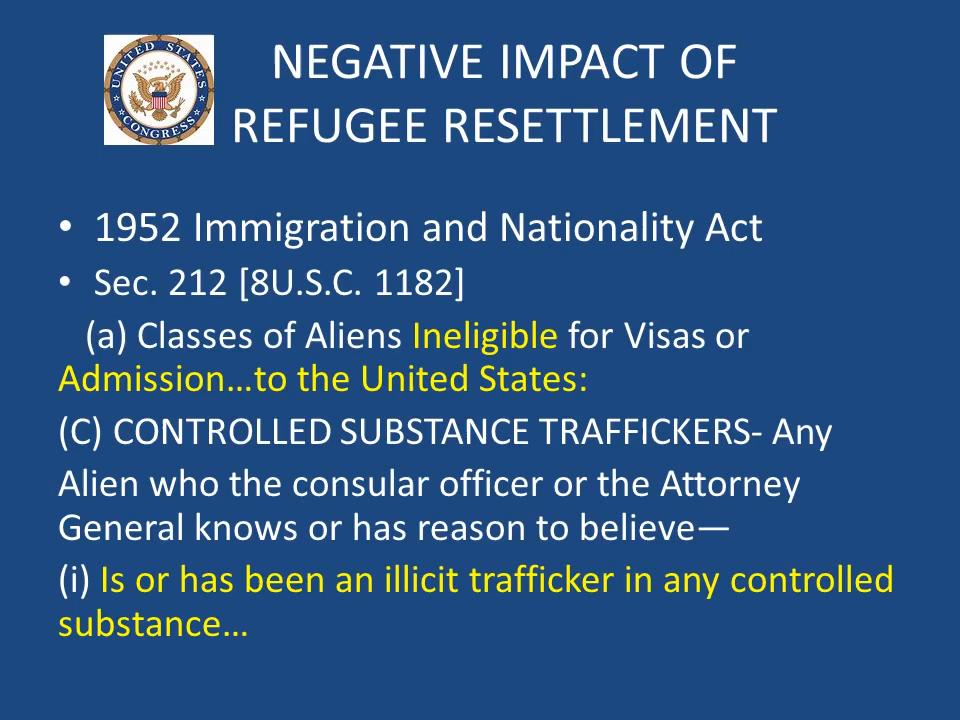 UNITED STATES
CONGRESS
NEGATIVE IMPACT OF
REFUGEE RESETTLEMENT
• 1952 Immigration and Nationality Act
• Sec. 212 [8U.S.C. 1182]
(a) Classes of Aliens Ineligible for Visas or
Admission…to the United States:
(C) CONTROLLED SUBSTANCE TRAFFICKERS- Any
Alien who the consular officer or the Attorney
General knows or has reason to believe—
(i) Is or has been an illicit trafficker in any controlled
substance…